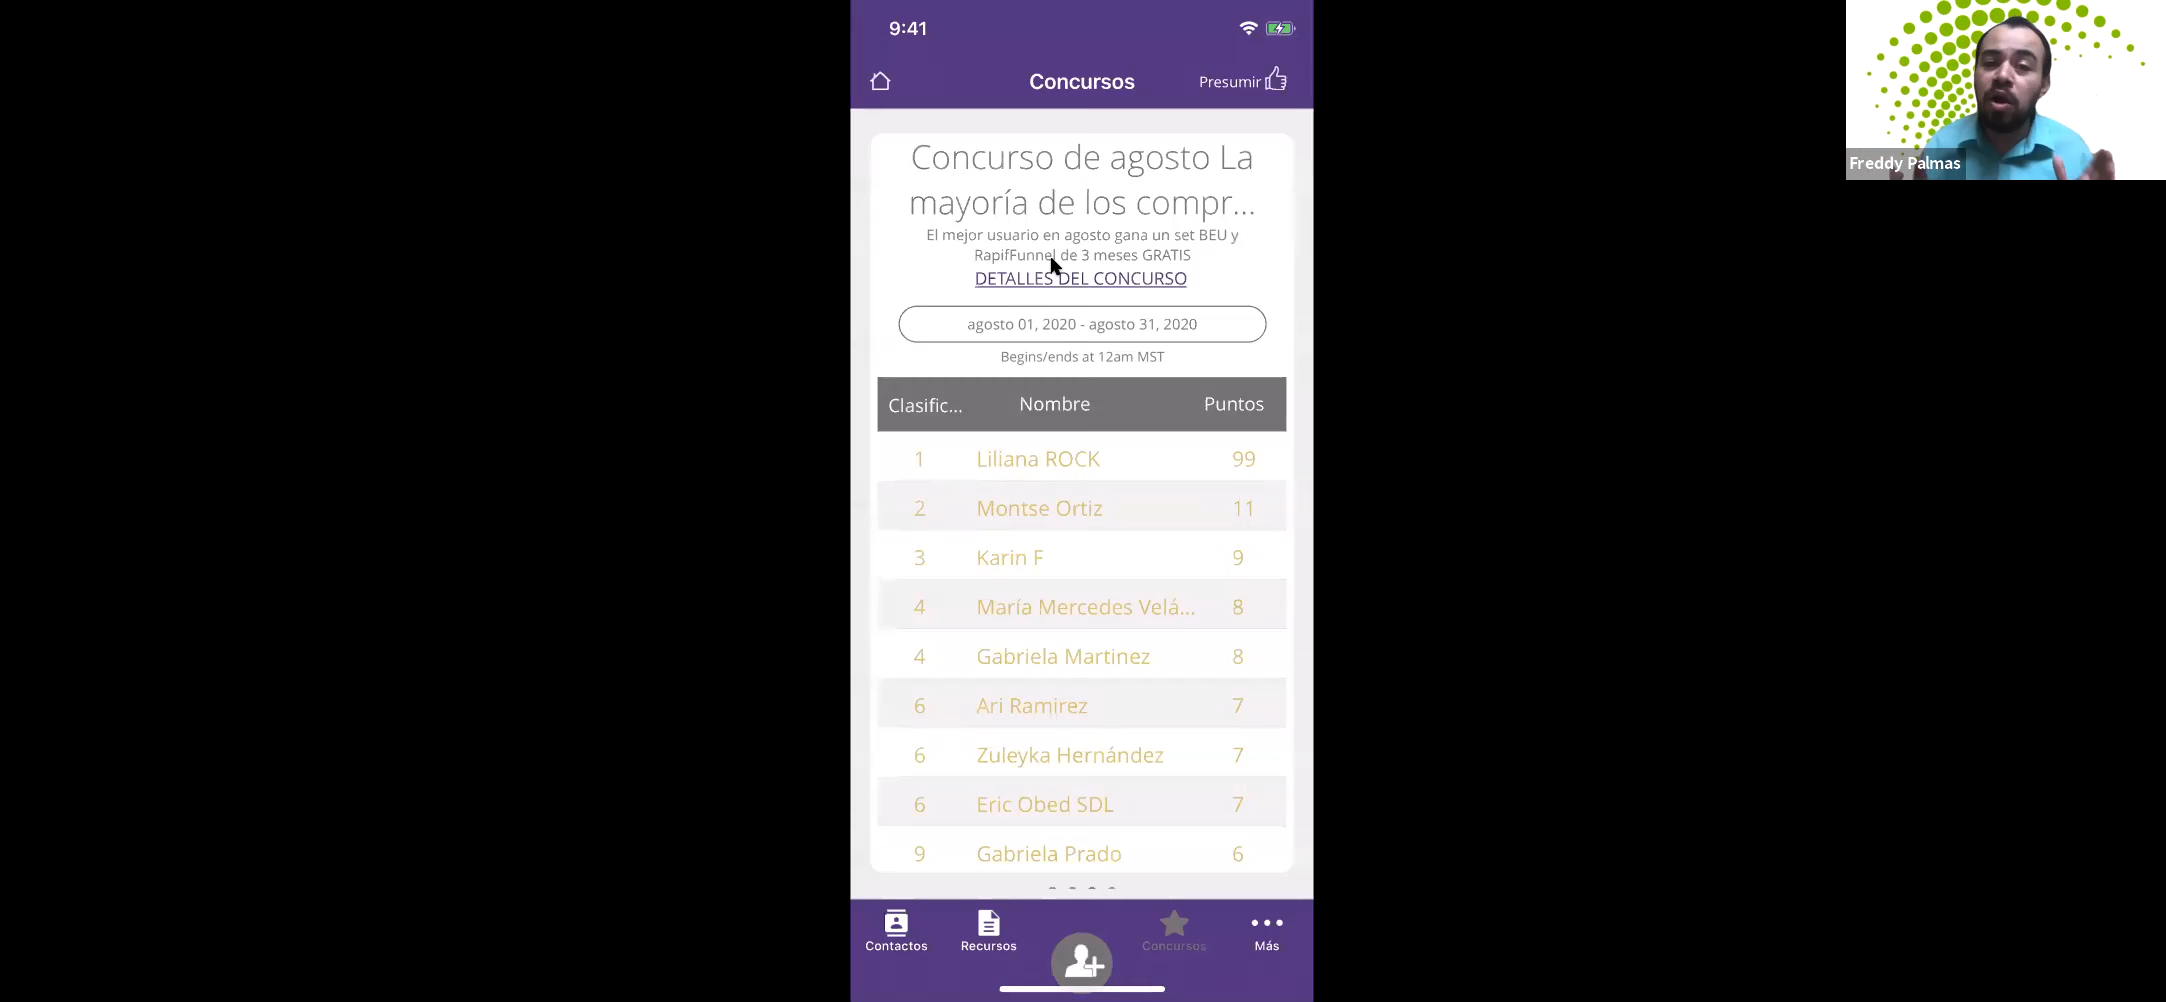 9:41
Concursos
Presumir
Freddy Palmas
Concurso de agosto La
mayoría de los compr...
El mejor usuario en agosto gana un set BEU y
RapifFunnel de 3 meses GRATIS
DETALLES DEL CONCURSO
agosto 01, 2020 - agosto 31, 2020
Begins/ends at 12am MST
Clasific... Nombre Puntos
1 Liliana ROCK 99
2 Montse Ortiz 11
3 Karin F 9
4 María Mercedes Velá... 8
4 Gabriela Martinez 8
6 Ari Ramirez 7
6 Zuleyka Hernández 7
6 Eric Obed SDL 7
9 Gabriela Prado 6
Contactos Recursos Concursos Más